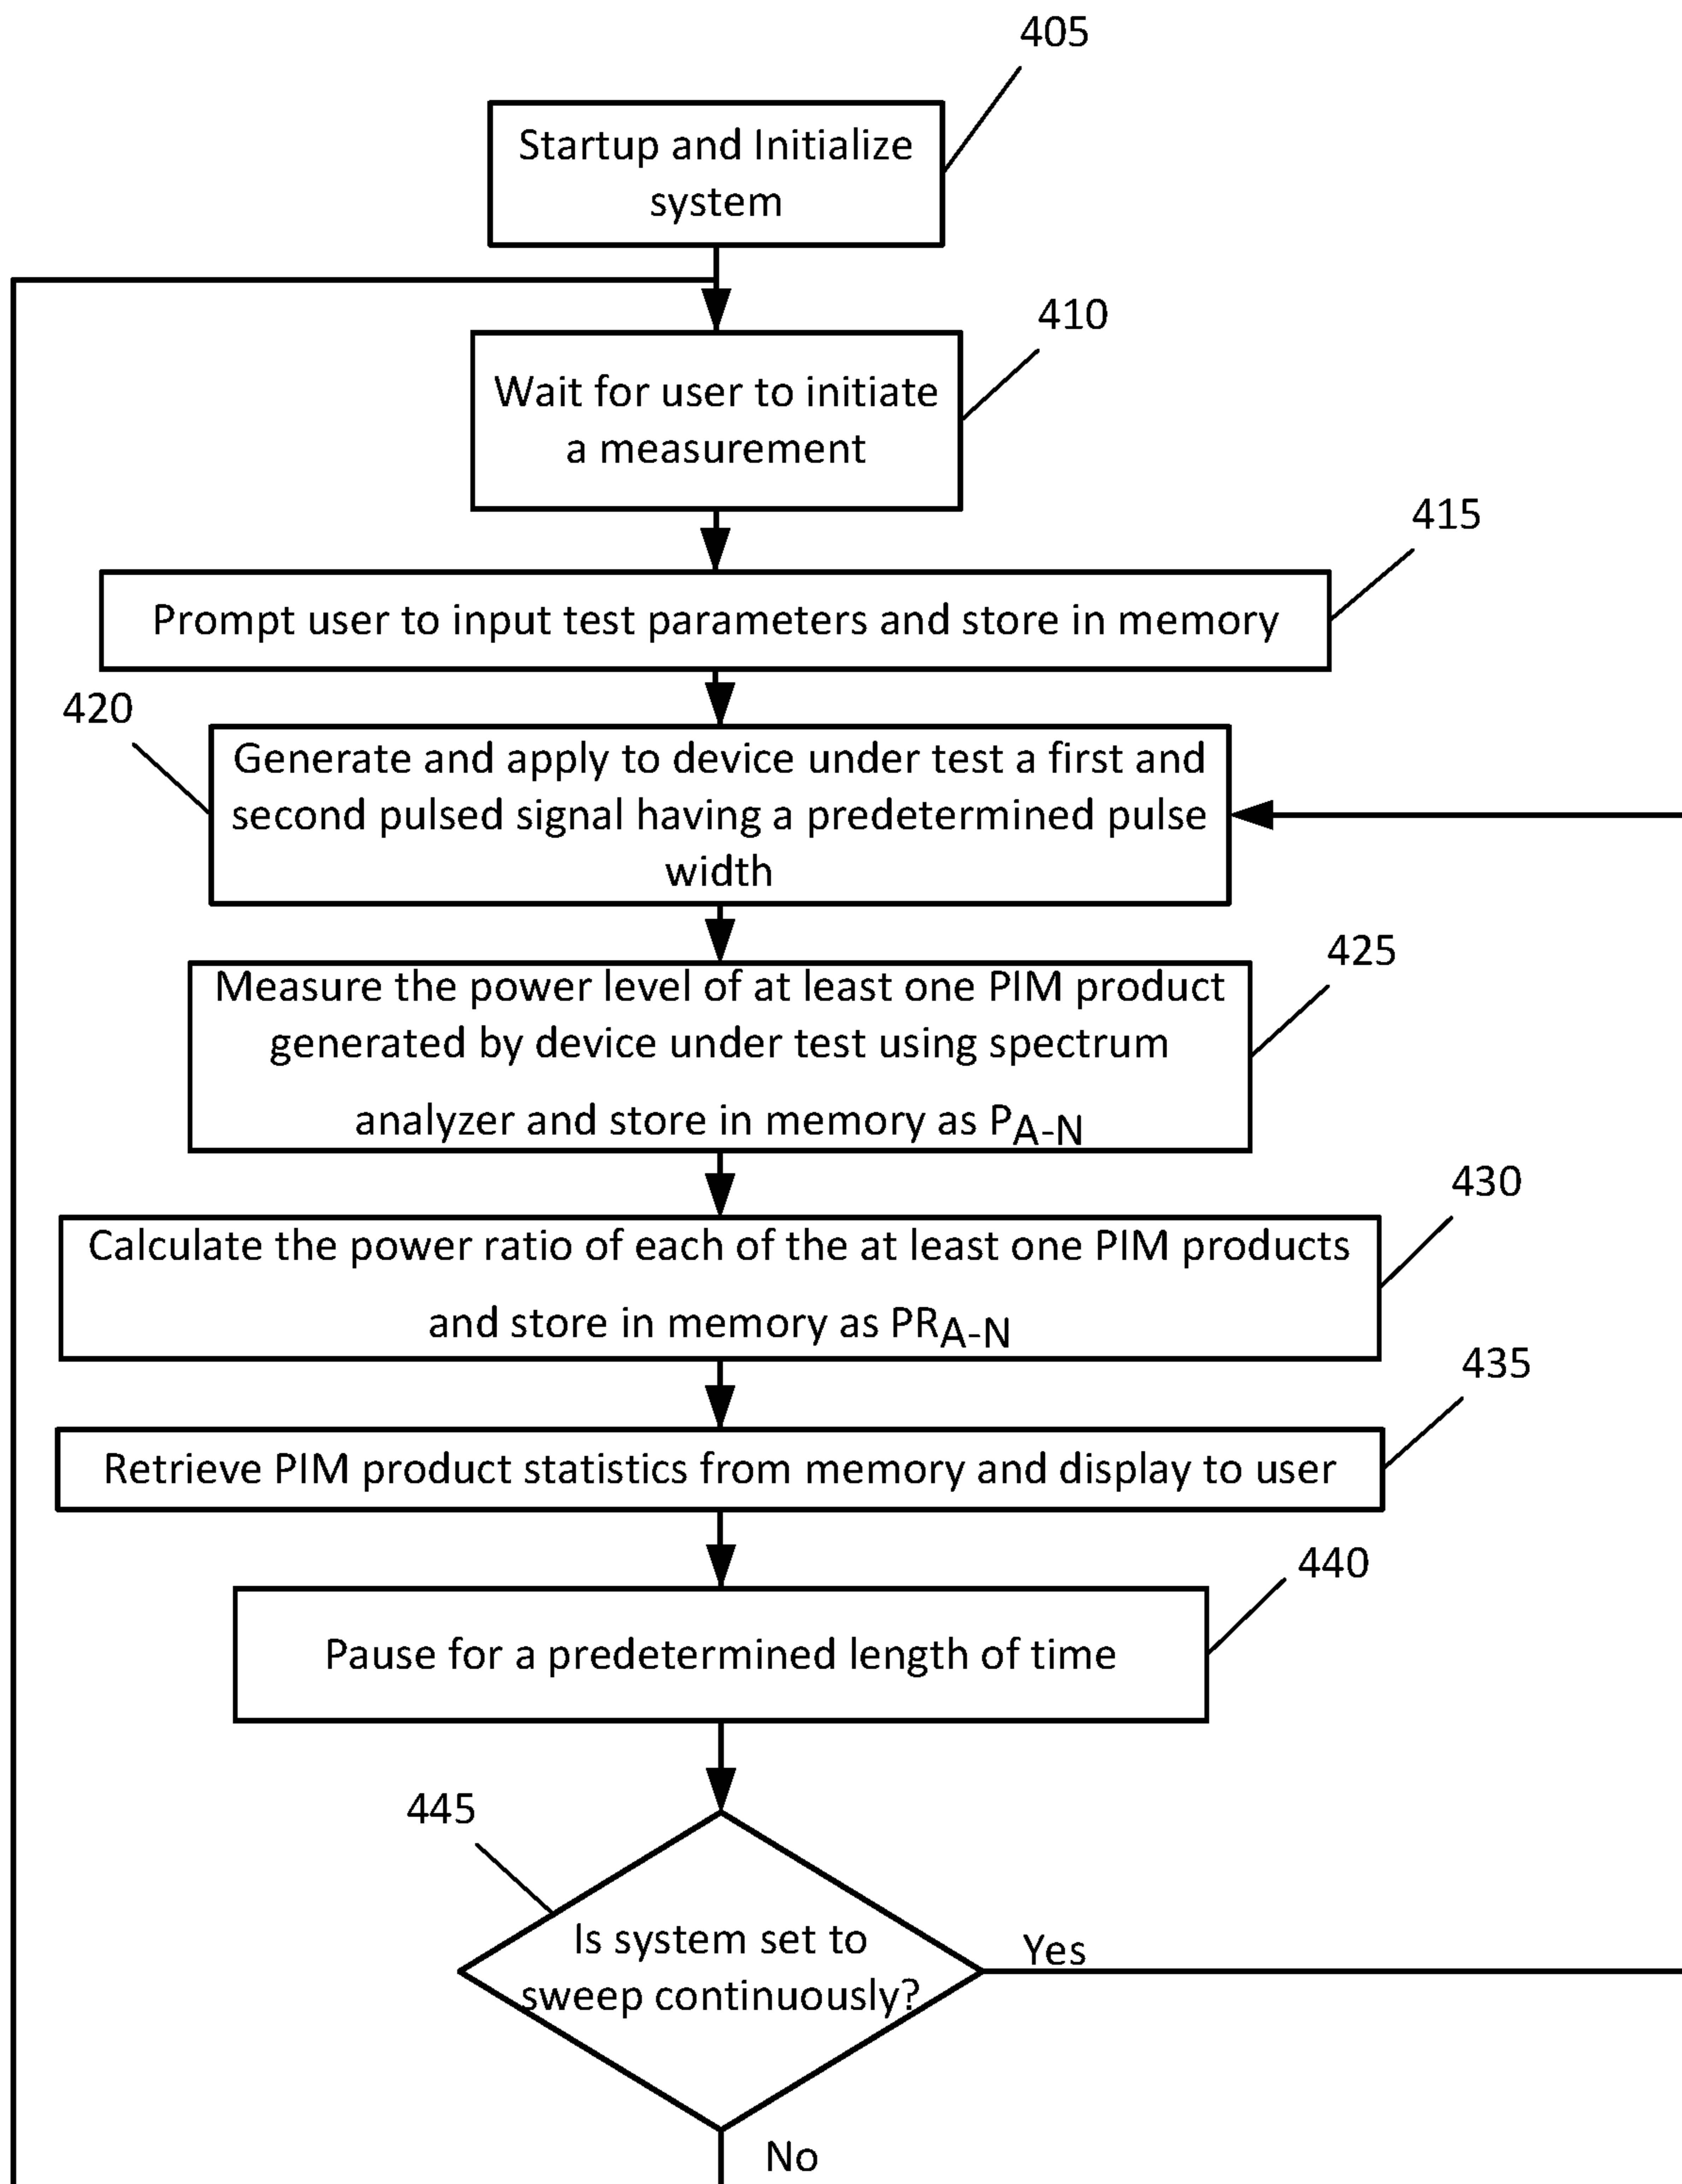 405
Startup and Initialize
system
410
Wait for user to initiate
a measurement
415
Prompt user to input test parameters and store in memory
420
Generate and apply to device under test a first and
second pulsed signal having a predetermined pulse
width
425
Measure the power level of at least one PIM product
generated by device under test using spectrum
analyzer and store in memory as PA-N
430
Calculate the power ratio of each of the at least one PIM products
and store in memory as PRA-N
435
Retrieve PIM product statistics from memory and display to user
440
Pause for a predetermined length of time
445
Is system set to
sweep continuously?
Yes
No